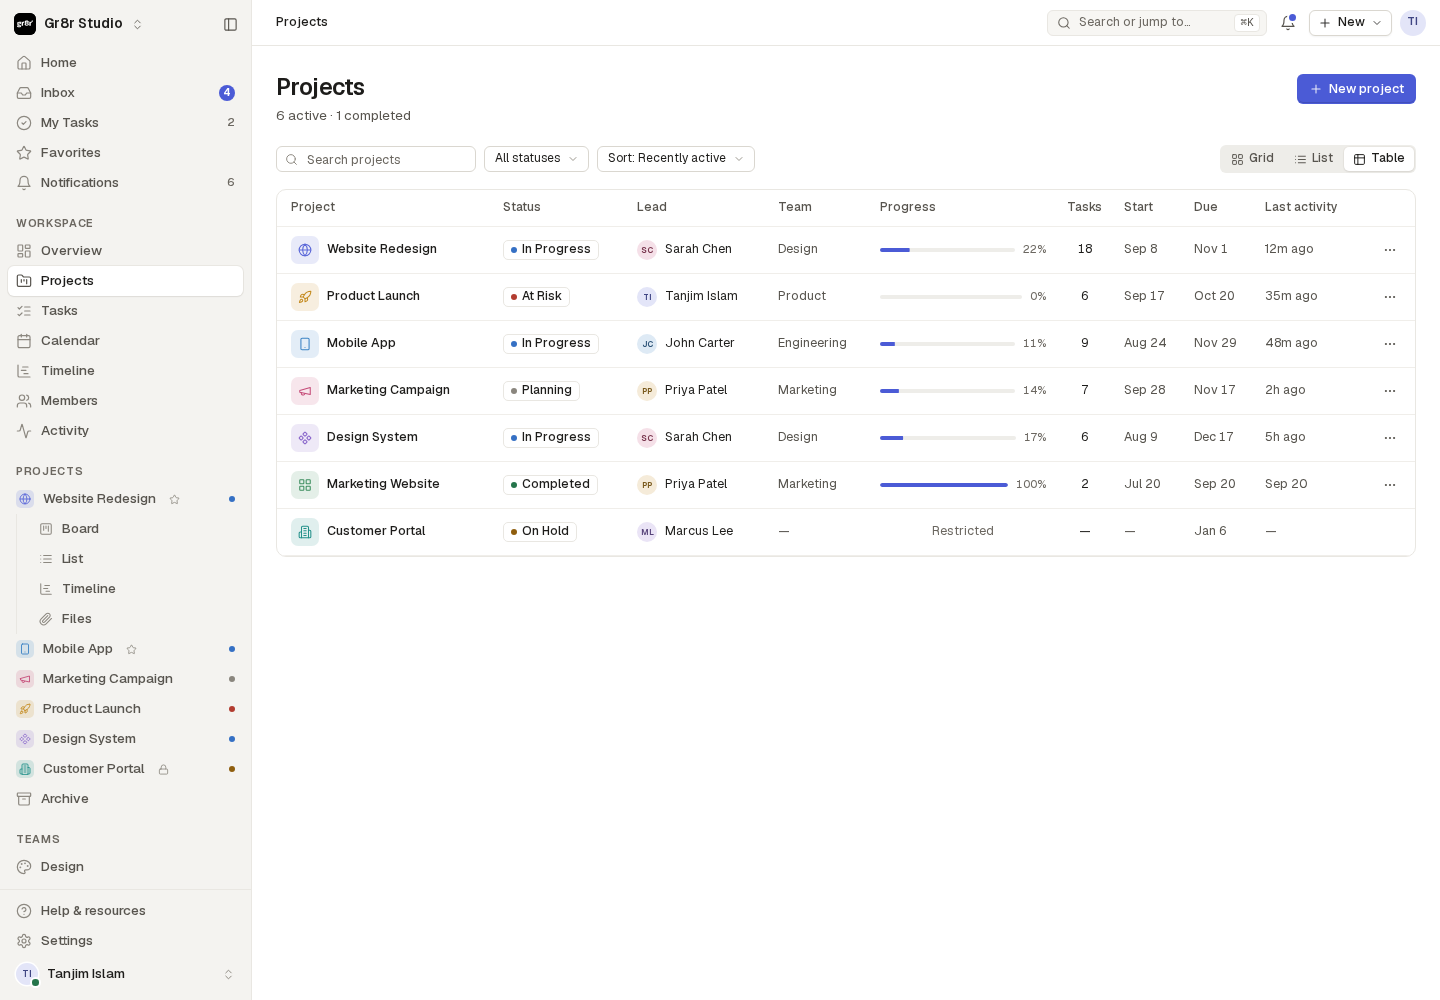 gr8r
Gr8r Studio
Home
Inbox 4
My Tasks 2
Favorites
Notifications 6
WORKSPACE
Overview
Projects
Tasks
Calendar
Timeline
Members
Activity
PROJECTS
Website Redesign
Board
List
Timeline
Files
Mobile App
Marketing Campaign
Product Launch
Design System
Customer Portal
Archive
TEAMS
Design
Help & resources
Settings
TI Tanjim Islam
Projects
Search or jump to... ⌘K
New
TI
Projects
6 active · 1 completed
New project
Search projects
All statuses
Sort: Recently active
Grid List Table
Project Status Lead Team Progress Tasks Start Due Last activity
Website Redesign In Progress SC Sarah Chen Design 22% 18 Sep 8 Nov 1 12m ago
Product Launch At Risk TI Tanjim Islam Product 0% 6 Sep 17 Oct 20 35m ago
Mobile App In Progress JC John Carter Engineering 11% 9 Aug 24 Nov 29 48m ago
Marketing Campaign Planning PP Priya Patel Marketing 14% 7 Sep 28 Nov 17 2h ago
Design System In Progress SC Sarah Chen Design 17% 6 Aug 9 Dec 17 5h ago
Marketing Website Completed PP Priya Patel Marketing 100% 2 Jul 20 Sep 20 Sep 20
Customer Portal On Hold ML Marcus Lee — Restricted — — Jan 6 —